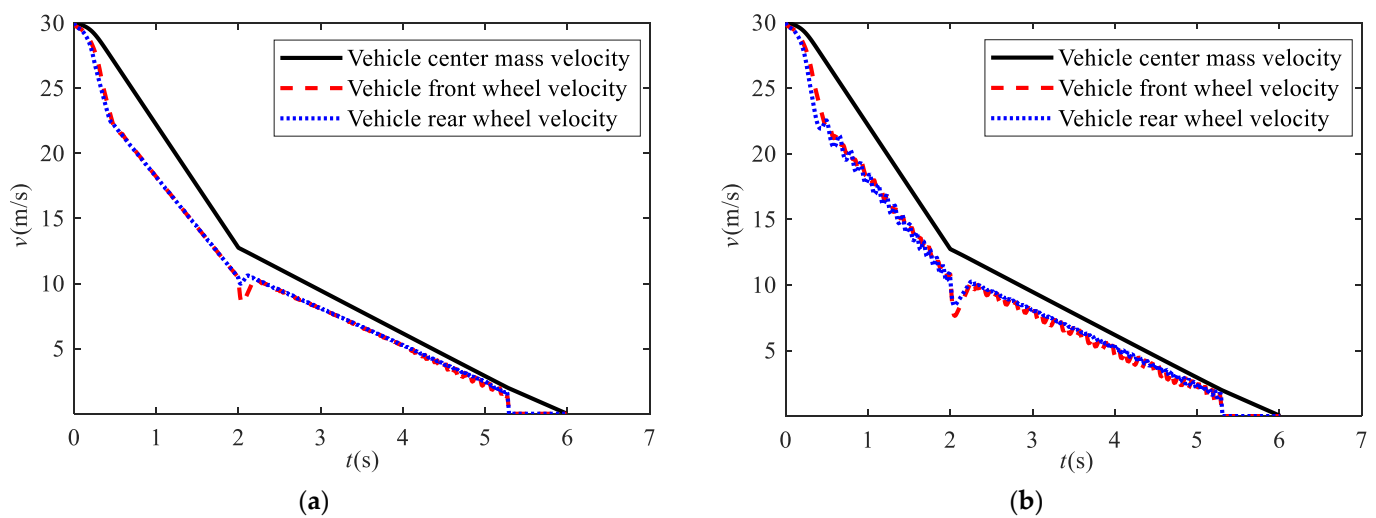 30
25
20
15
10
5
v(m/s)
Vehicle center mass velocity
Vehicle front wheel velocity
Vehicle rear wheel velocity
0 1 2 3 4 5 6 7
t(s)
(a)
30
25
20
15
10
5
v(m/s)
Vehicle center mass velocity
Vehicle front wheel velocity
Vehicle rear wheel velocity
0 1 2 3 4 5 6 7
t(s)
(b)